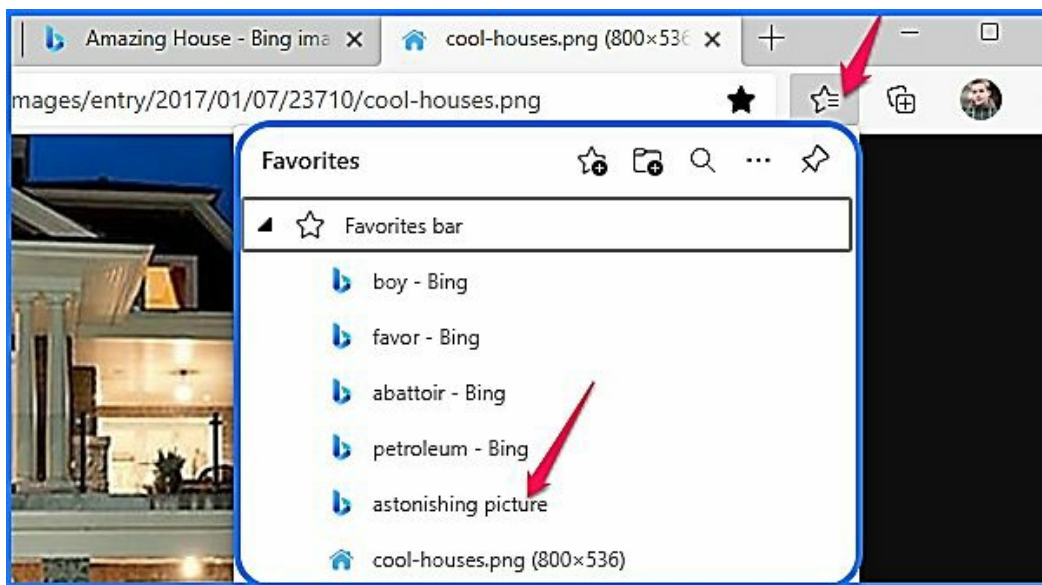 Amazing House - Bing ima
cool-houses.png (800×536
mages/entry/2017/01/07/23710/cool-houses.png
Favorites
Favorites bar
boy - Bing
favor - Bing
abattoir - Bing
petroleum - Bing
astonishing picture
cool-houses.png (800×536)